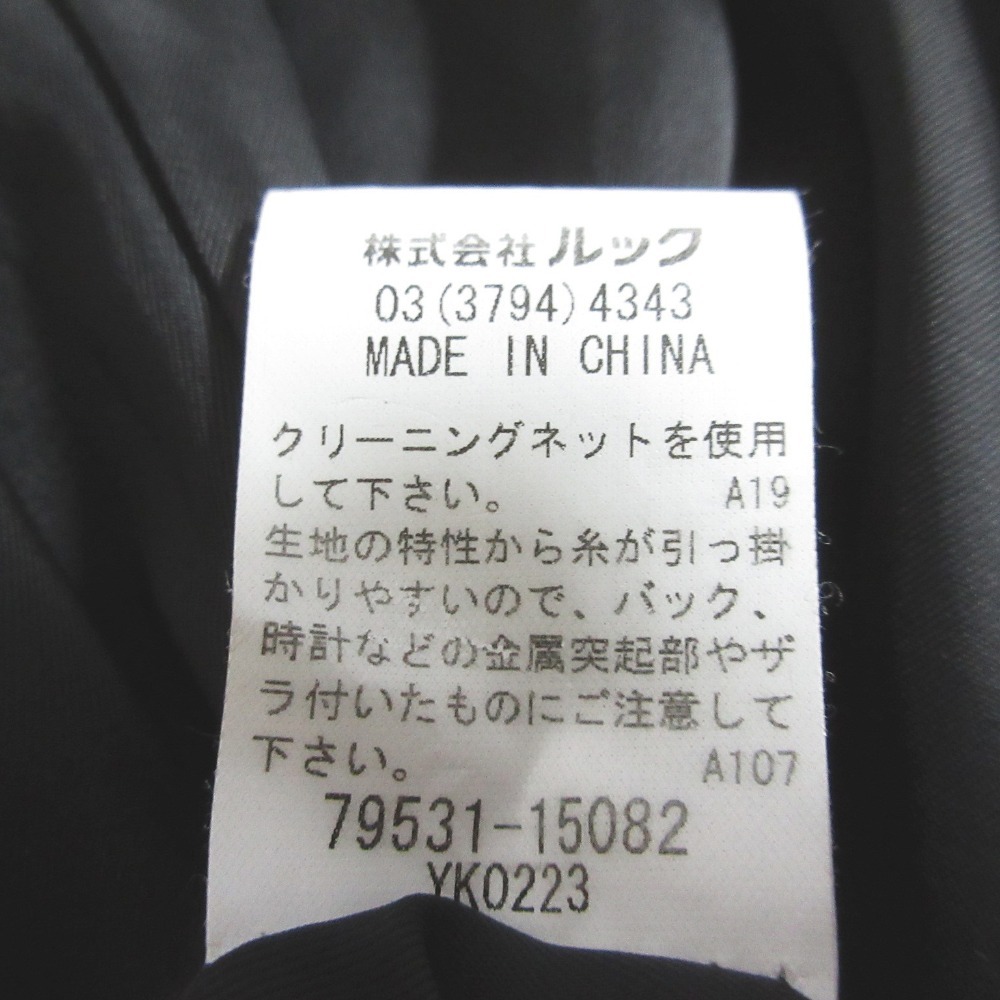 株式会社ルック
03(3794)4343
MADE IN CHINA
クリーニングネットを使用
して下さい。 A19
生地の特性から糸が引っ掛
かりやすいので、バック、
時計などの金属突起部やザ
ラ付いたものにご注意して
下さい。 A107
79531-15082
YK0223